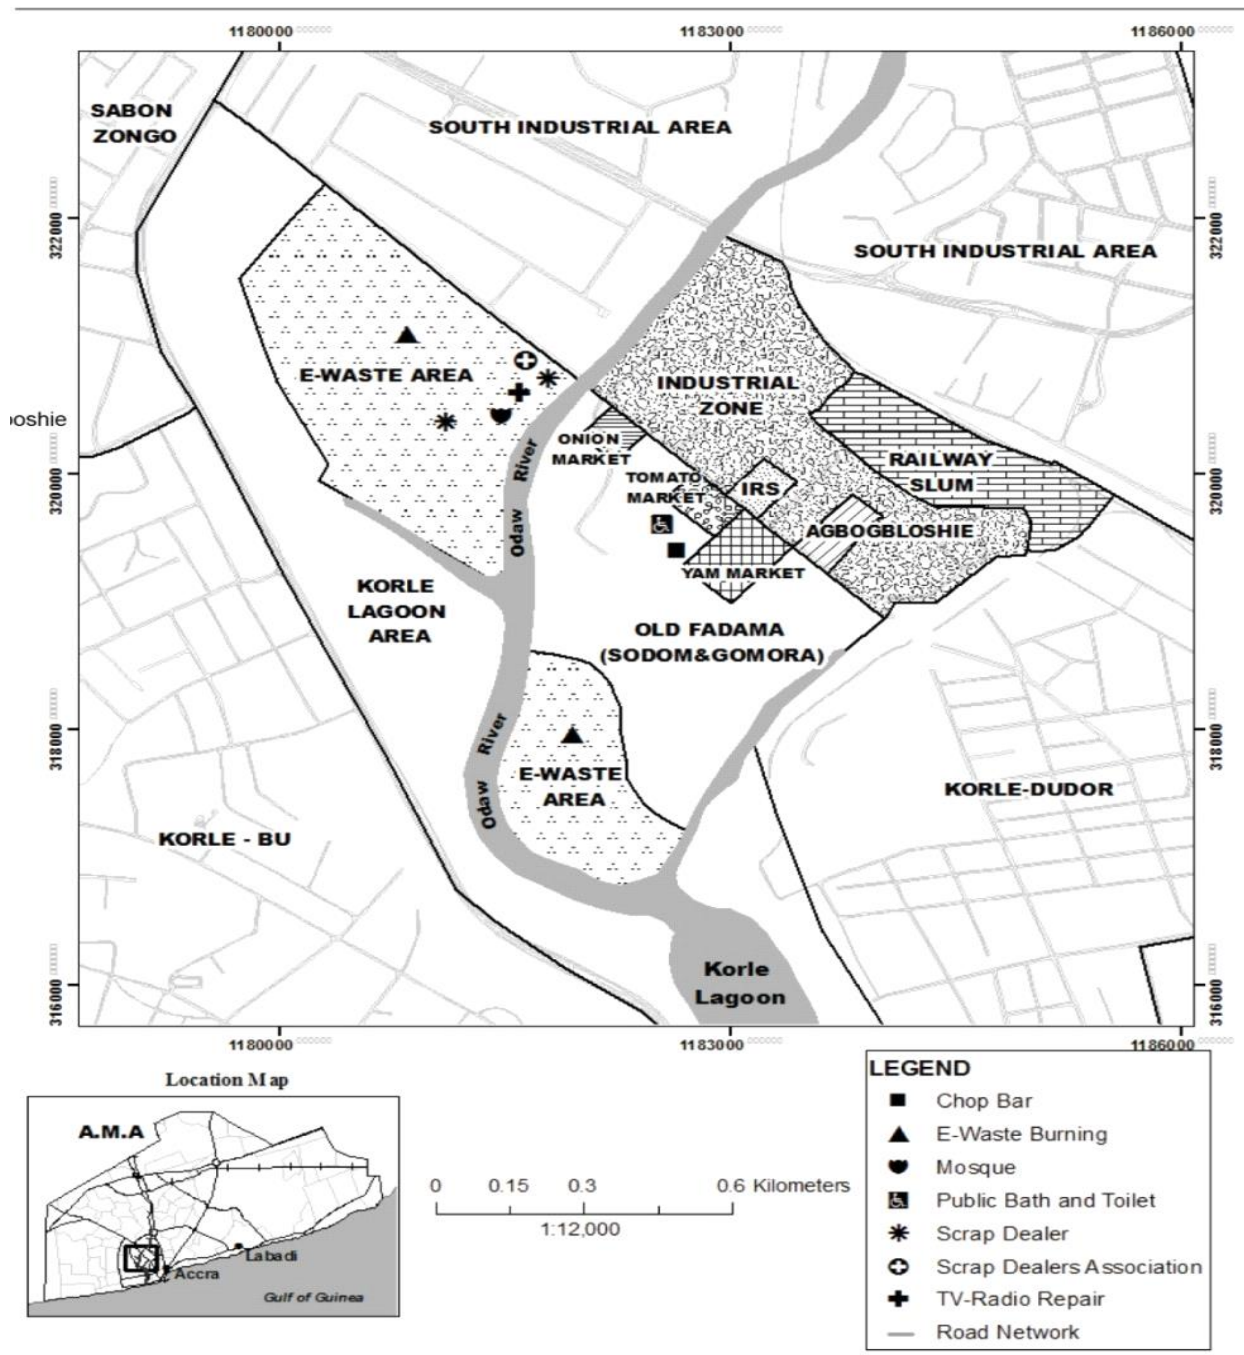 1180000
1183000
1186000
SABON
ZONGO
SOUTH INDUSTRIAL AREA
322000
322000
SOUTH INDUSTRIAL AREA
E-WASTE AREA
INDUSTRIAL
ZONE
boshie
ONION
MARKET
RAILWAY
SLUM
TOMATO
MARKET
IRS
320000
320000
Odaw River
AGBOGBLOSHIE
YAM MARKET
KORLE
LAGOON
AREA
OLD FADAMA
(SODOM&GOMORA)
318000
318000
Odaw River
E-WASTE
AREA
KORLE-DUDOR
KORLE - BU
Korle
Lagoon
316000
316000
1180000
1183000
1186000
Location Map
A.M.A
Labadi
Accra
Gulf of Guinea
0 0.15 0.3 0.6 Kilometers
1:12,000
LEGEND
Chop Bar
E-Waste Burning
Mosque
Public Bath and Toilet
Scrap Dealer
Scrap Dealers Association
TV-Radio Repair
Road Network